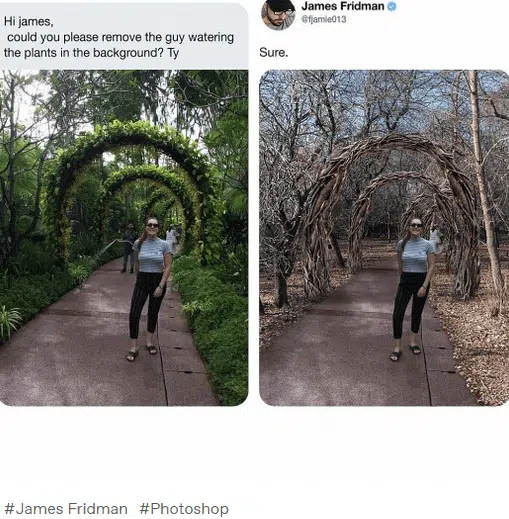 Hi james,
could you please remove the guy watering
the plants in the background? Ty
James Fridman
@fjamie013
Sure.
#James Fridman #Photoshop